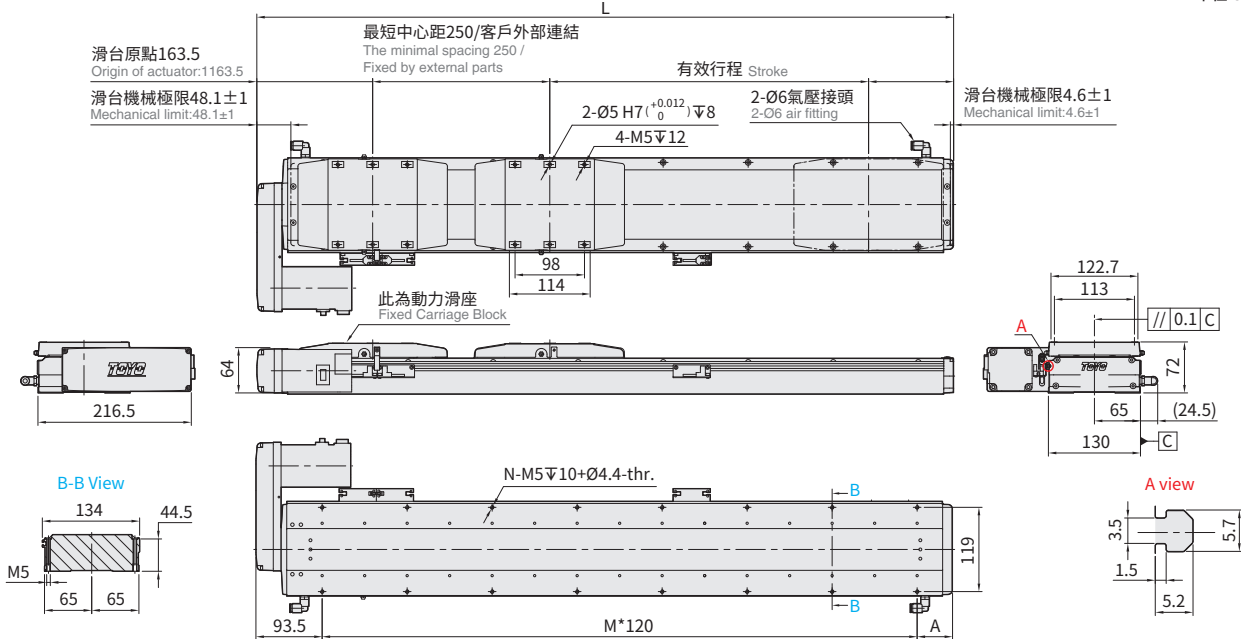 L
最短中心距250/客戶外部連結
The minimal spacing 250 /
Fixed by external parts
滑台原點163.5
Origin of actuator:1163.5
有效行程 Stroke
滑台機械極限48.1±1
Mechanical limit:48.1±1
2-Ø6氣壓接頭
2-Ø6 air fitting
滑台機械極限4.6±1
Mechanical limit:4.6±1
2-Ø5 H7(+0.012 0)↧8
4-M5↧12
98
114
此為動力滑座
Fixed Carriage Block
122.7
113
A
// 0.1 C
TOYO
64
TOYO
72
216.5
65
(24.5)
130
C
B-B View
134
44.5
M5
65
65
N-M5↧10+Ø4.4-thr.
B
B
119
93.5
M*120
A
A view
3.5
5.7
1.5
5.2